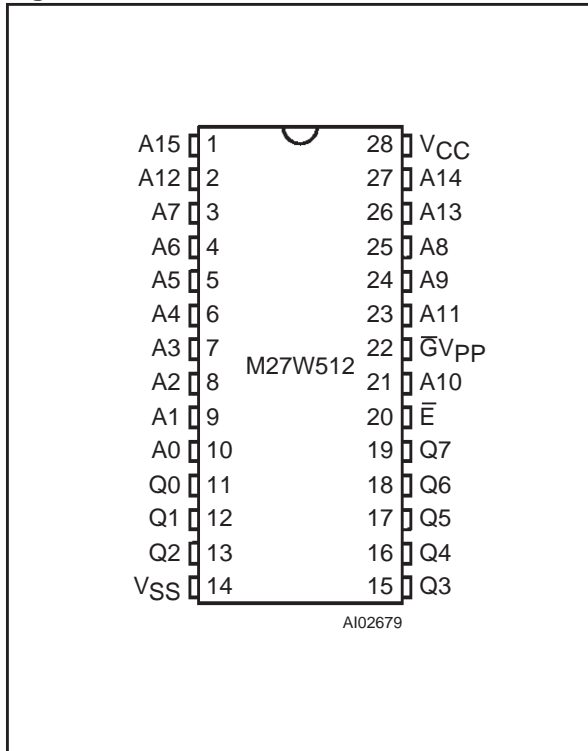 A15 1 28 VCC
A12 2 27 A14
A7 3 26 A13
A6 4 25 A8
A5 5 24 A9
A4 6 23 A11
A3 7 22 G̅VPP
M27W512
A2 8 21 A10
A1 9 20 E̅
A0 10 19 Q7
Q0 11 18 Q6
Q1 12 17 Q5
Q2 13 16 Q4
VSS 14 15 Q3
AI02679